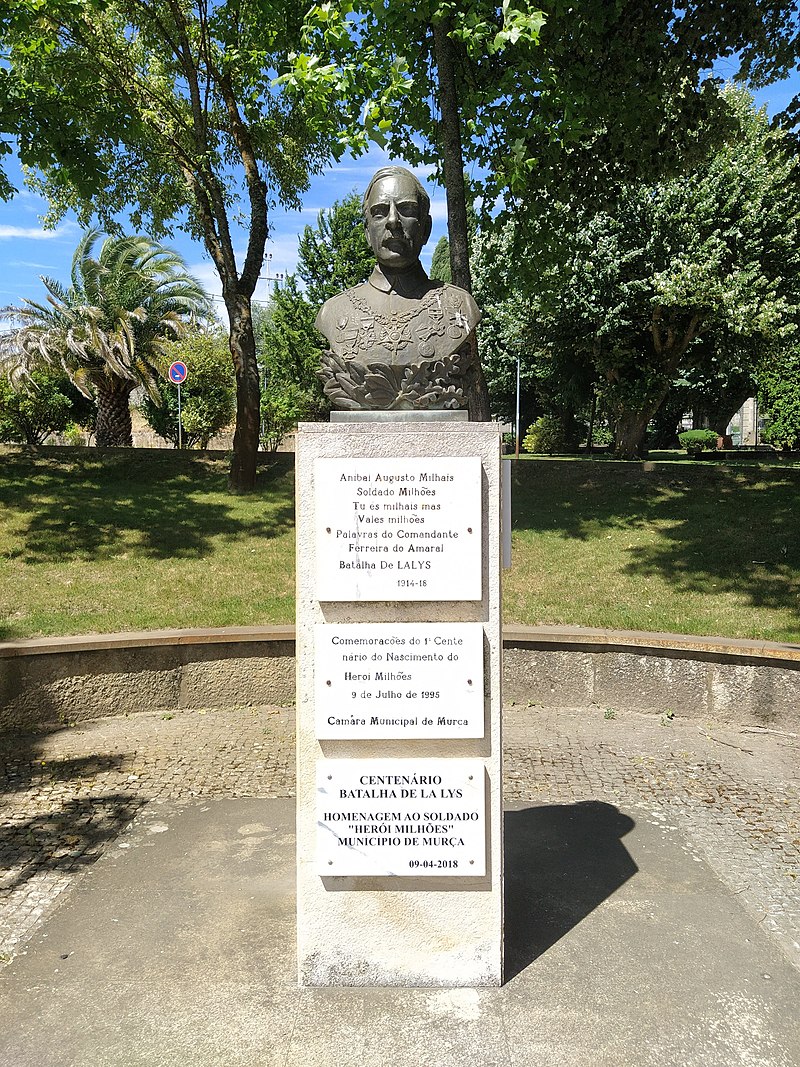 Anibal Augusto Milhais
Soldado Milhões
Tu es milhais mas
Vales milhões
Palavras do Comandante
Ferreira do Amaral
Batalha De LALYS
1914-18
Comemoracões do 1º Cente
nário do Nascimento do
Heroi Milhões
9 de Julho de 1995
Camâra Municipal de Murca
CENTENÁRIO
BATALHA DE LA LYS
HOMENAGEM AO SOLDADO
"HERÓI MILHÕES"
MUNICIPIO DE MURÇA
09-04-2018